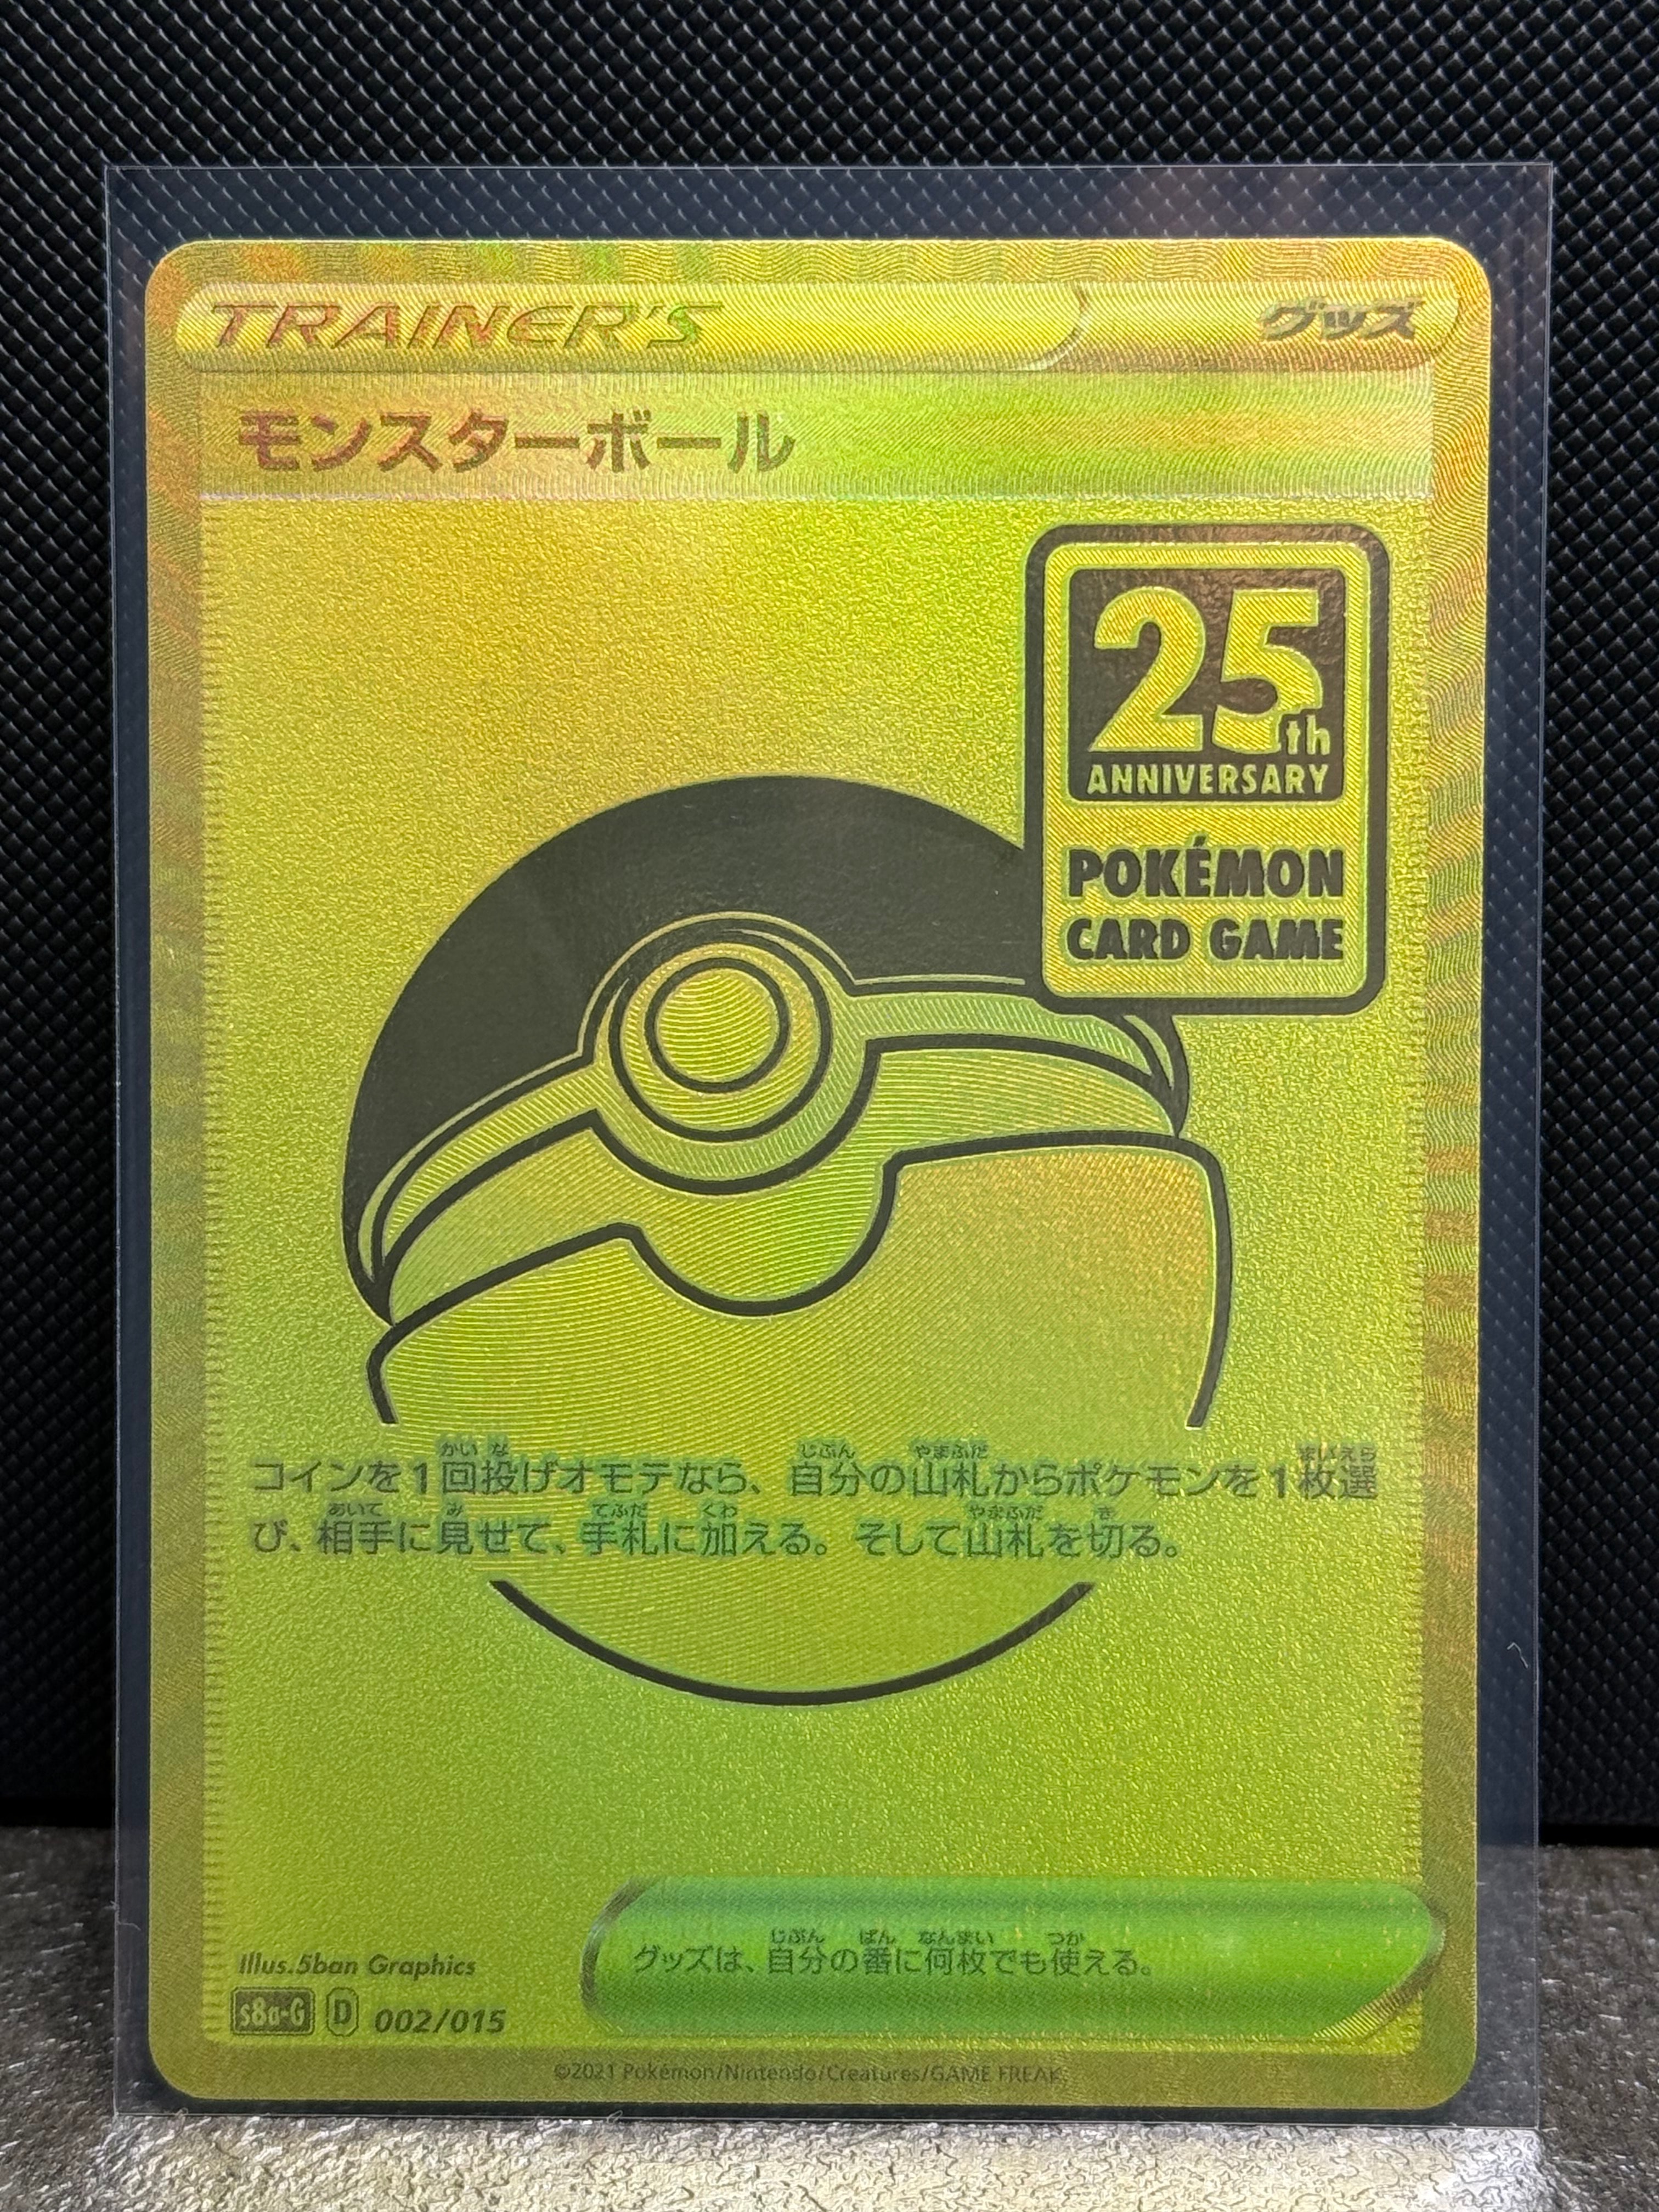 TRAINER'S グッズ
モンスターボール
25th
ANNIVERSARY
POKÉMON
CARD GAME
コインを1回投げオモテなら、自分の山札からポケモンを1枚選
び、相手に見せて、手札に加える。そして山札を切る。
グッズは、自分の番に何枚でも使える。
Illus.5ban Graphics
s8a-G D 002/015
©2021 Pokémon/Nintendo/Creatures/GAME FREAK.